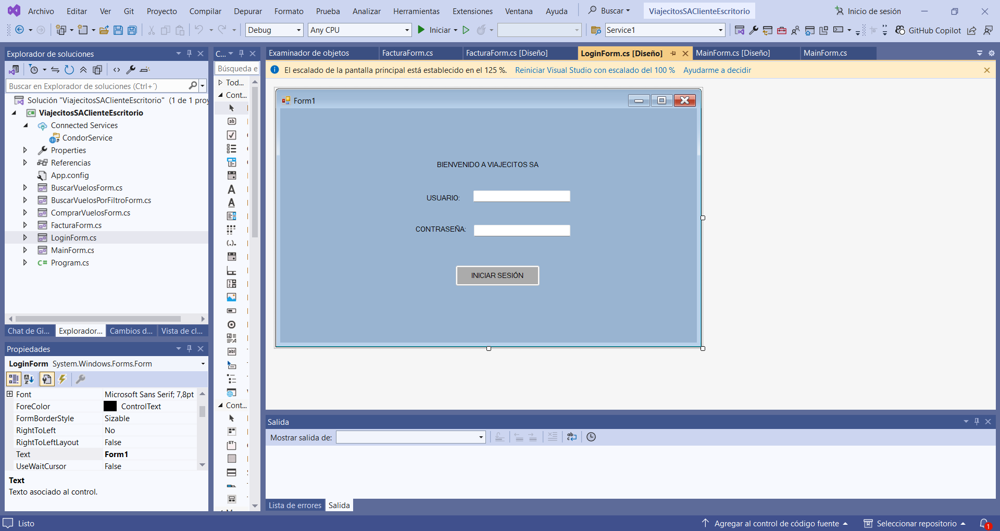 Archivo Editar Ver Git Proyecto Compilar Depurar Formato Prueba Analizar Herramientas Extensiones Ventana Ayuda Buscar ViajecitosSAClienteEscritorio Inicio de sesión
Debug Any CPU Iniciar Service1 GitHub Copilot
Explorador de soluciones
Buscar en Explorador de soluciones (Ctrl+´)
Solución "ViajecitosSAClienteEscritorio" (1 de 1 proy
ViajecitosSAClienteEscritorio
Connected Services
CondorService
Properties
Referencias
App.config
BuscarVuelosForm.cs
BuscarVuelosPorFiltroForm.cs
ComprarVuelosForm.cs
FacturaForm.cs
LoginForm.cs
MainForm.cs
C# Program.cs
Chat de Gi... Explorador... Cambios d... Vista de cl...
Propiedades
LoginForm System.Windows.Forms.Form
Font Microsoft Sans Serif; 7,8pt
ForeColor ControlText
FormBorderStyle Sizable
RightToLeft No
RightToLeftLayout False
Text Form1
UseWaitCursor False
Text
Texto asociado al control.
C...
Búsqueda e
Tod...
Cont...
Cont...
Examinador de objetos FacturaForm.cs FacturaForm.cs [Diseño] LoginForm.cs [Diseño] MainForm.cs [Diseño] MainForm.cs
El escalado de la pantalla principal está establecido en el 125 %. Reiniciar Visual Studio con escalado del 100 % Ayudarme a decidir
Form1
BIENVENIDO A VIAJECITOS SA
USUARIO:
CONTRASEÑA:
INICIAR SESIÓN
Salida
Mostrar salida de:
Lista de errores Salida
Listo Agregar al control de código fuente Seleccionar repositorio 1